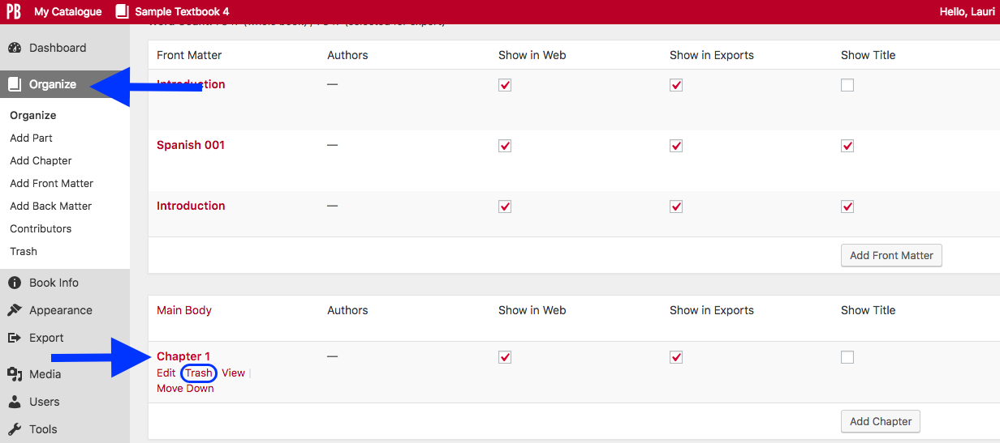 PB My Catalogue Sample Textbook 4 Hello, Lauri
Dashboard
Organize
Organize
Add Part
Add Chapter
Add Front Matter
Add Back Matter
Contributors
Trash
Book Info
Appearance
Export
Media
Users
Tools
Front Matter Authors Show in Web Show in Exports Show Title
Introduction —
Spanish 001 —
Introduction —
Add Front Matter
Main Body Authors Show in Web Show in Exports Show Title
Chapter 1 —
Edit Trash View |
Move Down
Add Chapter